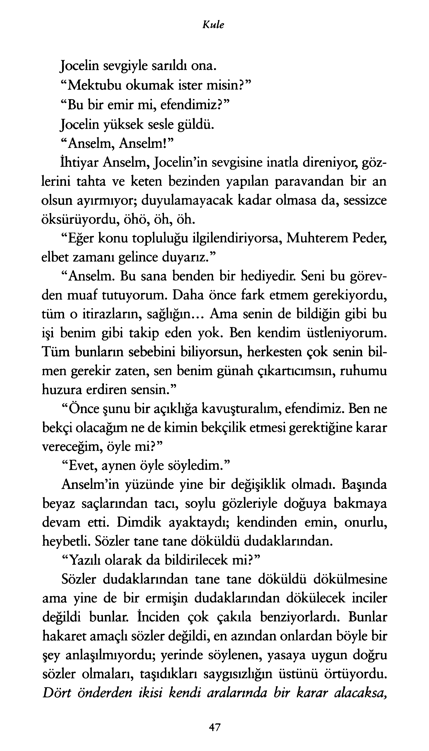 Kule
Jocelin sevgiyle sarıldı ona.
“Mektubu okumak ister misin?”
“Bu bir emir mi, efendimiz?”
Jocelin yüksek sesle güldü.
“Anselm, Anselm!”
İhtiyar Anselm, Jocelin’in sevgisine inatla direniyor, göz-
lerini tahta ve keten bezinden yapılan paravandan bir an
olsun ayırmıyor; duyulamayacak kadar olmasa da, sessizce
öksürüyordu, öhö, öh, öh.
“Eğer konu topluluğu ilgilendiriyorsa, Muhterem Peder,
elbet zamanı gelince duyarız.”
“Anselm. Bu sana benden bir hediyedir. Seni bu görev-
den muaf tutuyorum. Daha önce fark etmem gerekiyordu,
tüm o itirazların, sağlığın... Ama senin de bildiğin gibi bu
işi benim gibi takip eden yok. Ben kendim üstleniyorum.
Tüm bunların sebebini biliyorsun, herkesten çok senin bil-
men gerekir zaten, sen benim günah çıkartıcımsın, ruhumu
huzura erdiren sensin.”
“Önce şunu bir açıklığa kavuşturalım, efendimiz. Ben ne
bekçi olacağım ne de kimin bekçilik etmesi gerektiğine karar
vereceğim, öyle mi?”
“Evet, aynen öyle söyledim.”
Anselm’in yüzünde yine bir değişiklik olmadı. Başında
beyaz saçlarından tacı, soylu gözleriyle doğuya bakmaya
devam etti. Dimdik ayaktaydı; kendinden emin, onurlu,
heybetli. Sözler tane tane döküldü dudaklarından.
“Yazılı olarak da bildirilecek mi?”
Sözler dudaklarından tane tane döküldü dökülmesine
ama yine de bir ermişin dudaklarından dökülecek inciler
değildi bunlar. İnciden çok çakıla benziyorlardı. Bunlar
hakaret amaçlı sözler değildi, en azından onlardan böyle bir
şey anlaşılmıyordu; yerinde söylenen, yasaya uygun doğru
sözler olmaları, taşıdıkları saygısızlığın üstünü örtüyordu.
Dört önderden ikisi kendi aralarında bir karar alacaksa,
47